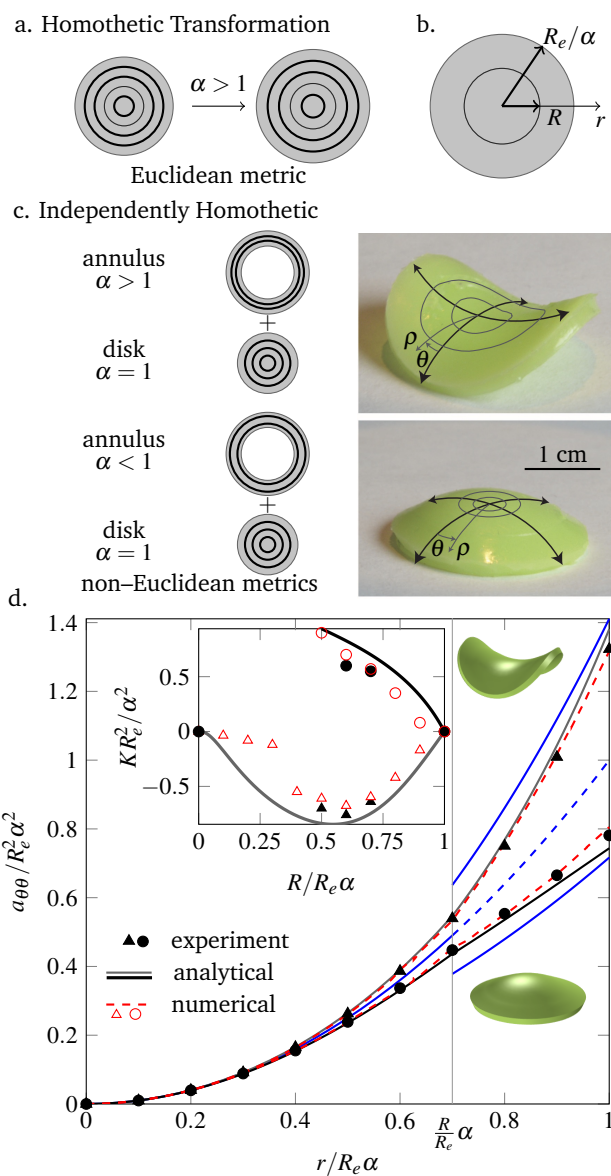 a. Homothetic Transformation
α > 1
Euclidean metric
b.
R_e/α
R
r
c. Independently Homothetic
annulus
α > 1
+
disk
α = 1
annulus
α < 1
+
disk
α = 1
non–Euclidean metrics
ρ
θ
1 cm
θ
ρ
d.
1.4
1.2
1
0.8
0.6
0.4
0.2
0
a_θθ/R_e^2α^2
0.5
0
−0.5
KR_e^2/α^2
0
0.25
0.5
0.75
1
R/R_eα
experiment
analytical
numerical
0
0.2
0.4
0.6
R/R_e α
0.8
1
r/R_eα